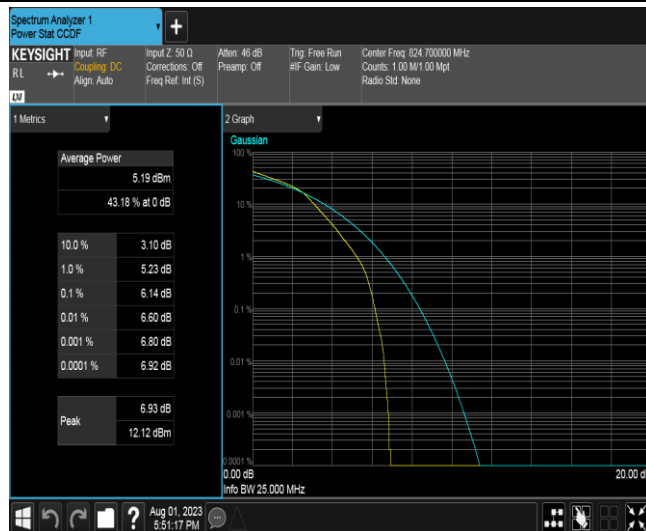 Spectrum Analyzer 1
Power Stat CCDF
KEYSIGHT
RL
LXI
Input: RF
Coupling: DC
Align: Auto
Input Z: 50 Ω
Corrections: Off
Freq Ref: Int (S)
Atten: 46 dB
Preamp: Off
Trig: Free Run
#IF Gain: Low
Center Freq: 824.700000 MHz
Counts: 1.00 M/1.00 Mpt
Radio Std: None
1 Metrics
Average Power
5.19 dBm
43.18 % at 0 dB
10.0 % 3.10 dB
1.0 % 5.23 dB
0.1 % 6.14 dB
0.01 % 6.60 dB
0.001 % 6.80 dB
0.0001 % 6.92 dB
Peak
6.93 dB
12.12 dBm
2 Graph
Gaussian
100 %
10 %
1 %
0.1 %
0.01 %
0.001 %
0.0001 %
0.00 dB
20.00 d
Info BW 25.000 MHz
?
Aug 01, 2023
5:51:17 PM